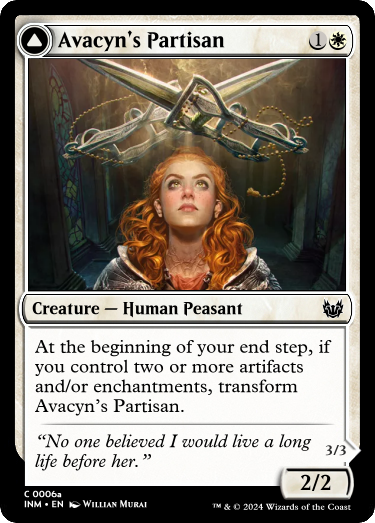 Avacyn's Partisan 1
Creature — Human Peasant
At the beginning of your end step, if
you control two or more artifacts
and/or enchantments, transform
Avacyn's Partisan.
"No one believed I would live a long
life before her."
3/3
2/2
C 0006a
INM • EN Willian Murai
™ & © 2024 Wizards of the Coast